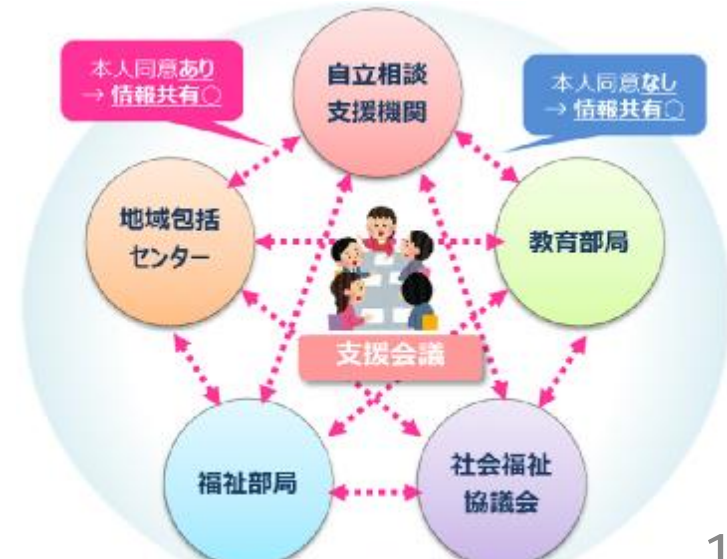 本人同意あり
→ 情報共有○
自立相談
支援機関
本人同意なし
→ 情報共有○
地域包括
センター
教育部局
支援会議
福祉部局
社会福祉
協議会
1